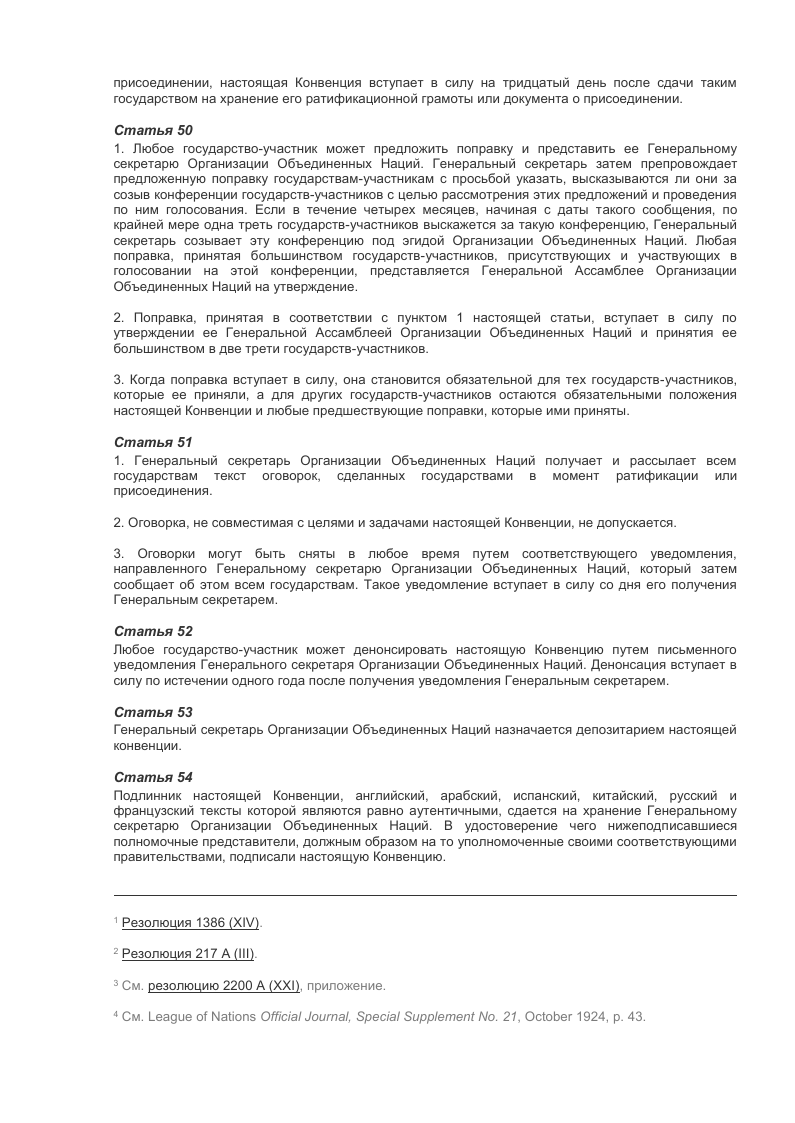 присоединении, настоящая Конвенция вступает в силу на тридцатый день после сдачи таким
государством на хранение его ратификационной грамоты или документа о присоединении.
Статья 50
1. Любое государство-участник может предложить поправку и представить ее Генеральному
секретарю Организации Объединенных Наций. Генеральный секретарь затем препровождает
предложенную поправку государствам-участникам с просьбой указать, высказываются ли они за
созыв конференции государств-участников с целью рассмотрения этих предложений и проведения
по ним голосования. Если в течение четырех месяцев, начиная с даты такого сообщения, по
крайней мере одна треть государств-участников выскажется за такую конференцию, Генеральный
секретарь созывает эту конференцию под эгидой Организации Объединенных Наций. Любая
поправка, принятая большинством государств-участников, присутствующих и участвующих в
голосовании на этой конференции, представляется Генеральной Ассамблее Организации
Объединенных Наций на утверждение.
2. Поправка, принятая в соответствии с пунктом 1 настоящей статьи, вступает в силу по
утверждении ее Генеральной Ассамблеей Организации Объединенных Наций и принятия ее
большинством в две трети государств-участников.
3. Когда поправка вступает в силу, она становится обязательной для тех государств-участников,
которые ее приняли, а для других государств-участников остаются обязательными положения
настоящей Конвенции и любые предшествующие поправки, которые ими приняты.
Статья 51
1. Генеральный секретарь Организации Объединенных Наций получает и рассылает всем
государствам текст оговорок, сделанных государствами в момент ратификации или
присоединения.
2. Оговорка, не совместимая с целями и задачами настоящей Конвенции, не допускается.
3. Оговорки могут быть сняты в любое время путем соответствующего уведомления,
направленного Генеральному секретарю Организации Объединенных Наций, который затем
сообщает об этом всем государствам. Такое уведомление вступает в силу со дня его получения
Генеральным секретарем.
Статья 52
Любое государство-участник может денонсировать настоящую Конвенцию путем письменного
уведомления Генерального секретаря Организации Объединенных Наций. Денонсация вступает в
силу по истечении одного года после получения уведомления Генеральным секретарем.
Статья 53
Генеральный секретарь Организации Объединенных Наций назначается депозитарием настоящей
конвенции.
Статья 54
Подлинник настоящей Конвенции, английский, арабский, испанский, китайский, русский и
французский тексты которой являются равно аутентичными, сдается на хранение Генеральному
секретарю Организации Объединенных Наций. В удостоверение чего нижеподписавшиеся
полномочные представители, должным образом на то уполномоченные своими соответствующими
правительствами, подписали настоящую Конвенцию.
1 Резолюция 1386 (XIV).
2 Резолюция 217 А (III).
3 См. резолюцию 2200 А (XXI), приложение.
4 См. League of Nations Official Journal, Special Supplement No. 21, October 1924, p. 43.